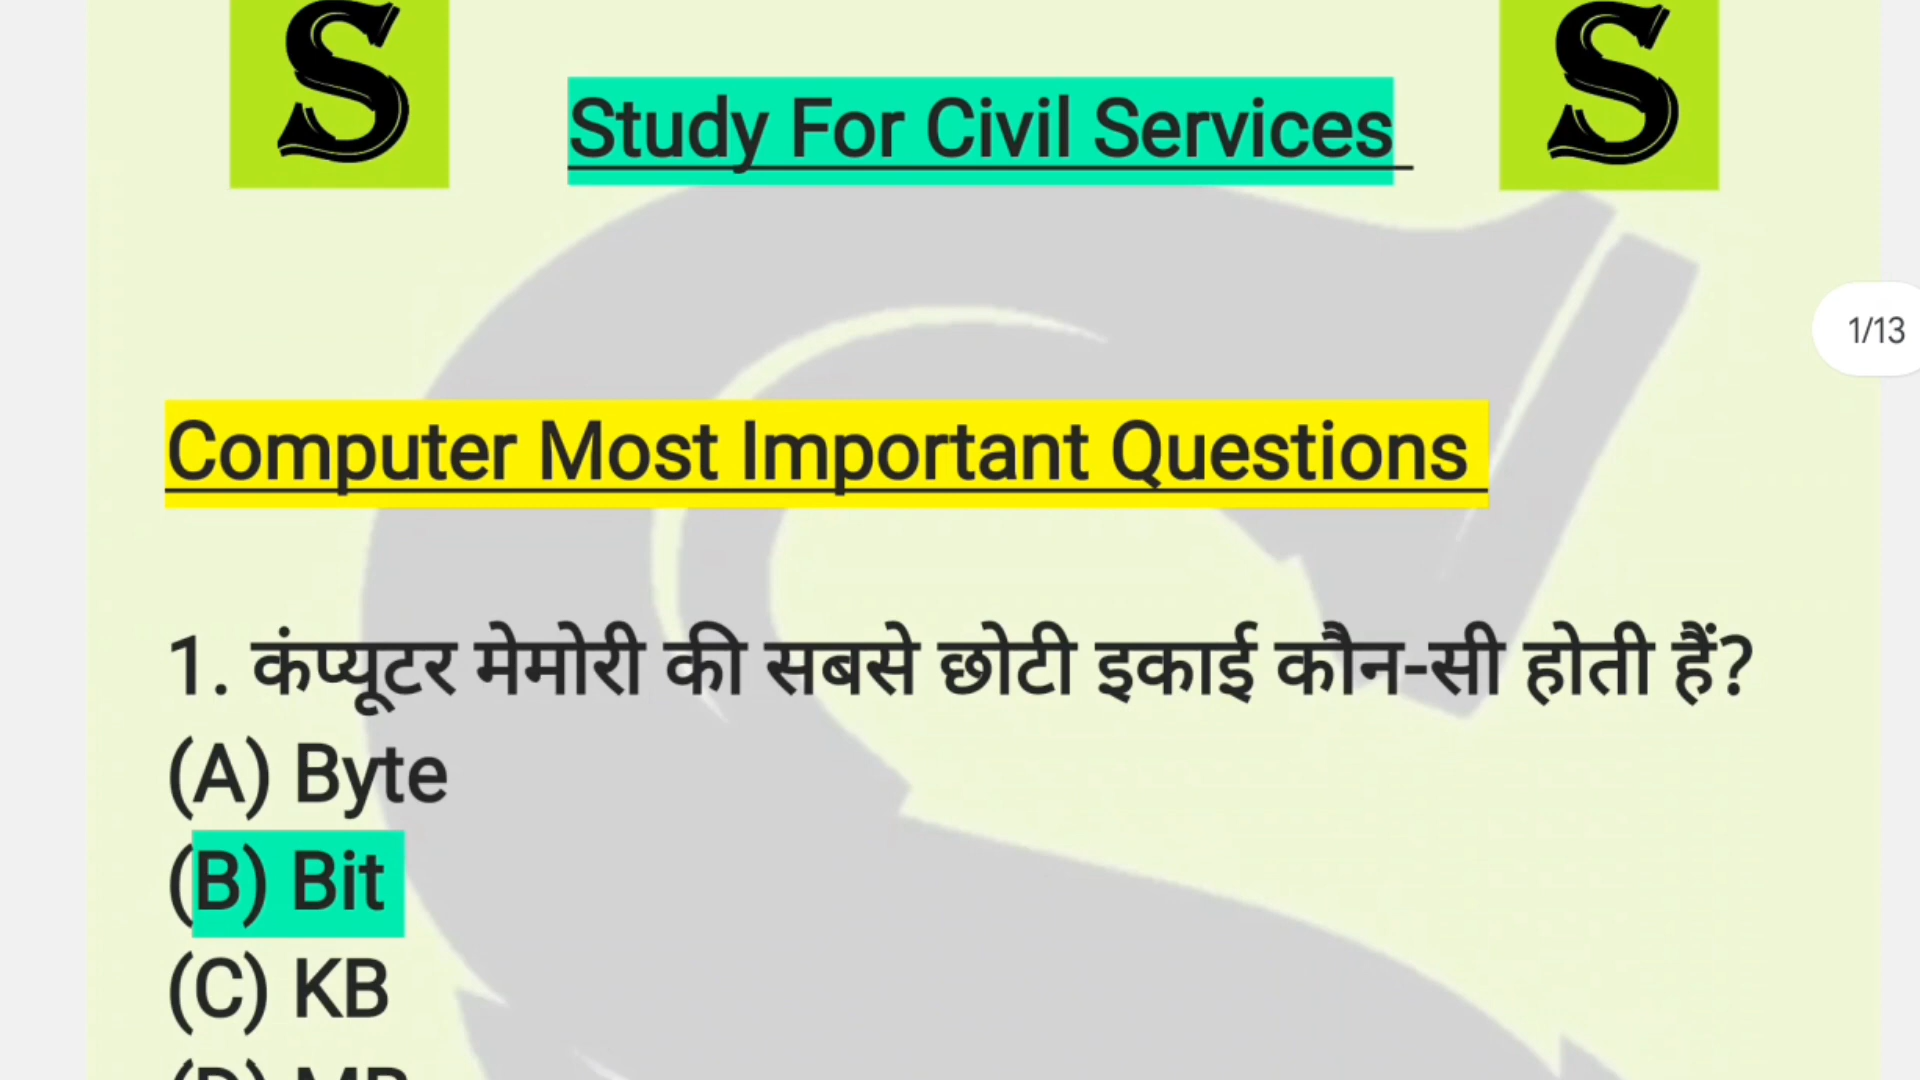 S
S
Study For Civil Services
1/13
Computer Most Important Questions
1. कंप्यूटर मेमोरी की सबसे छोटी इकाई कौन-सी होती हैं?
(A) Byte
(B) Bit
(C) KB